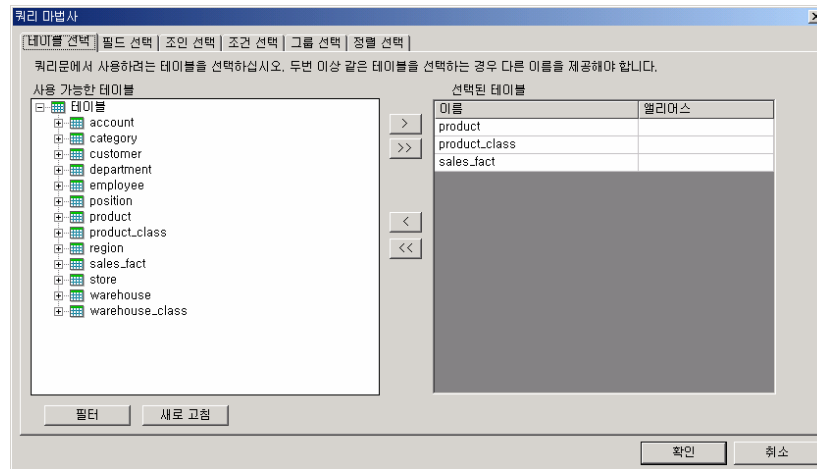 쿼리 마법사
테이블 선택 필드 선택 조인 선택 조건 선택 그룹 선택 정렬 선택
쿼리문에서 사용하려는 테이블을 선택하십시오. 두번 이상 같은 테이블을 선택하는 경우 다른 이름을 제공해야 합니다.
사용 가능한 테이블
테이블
account
category
customer
department
employee
position
product
product_class
region
sales_fact
store
warehouse
warehouse_class
>
>>
<
<<
선택된 테이블
이름 앨리어스
product
product_class
sales_fact
필터 새로 고침
확인 취소